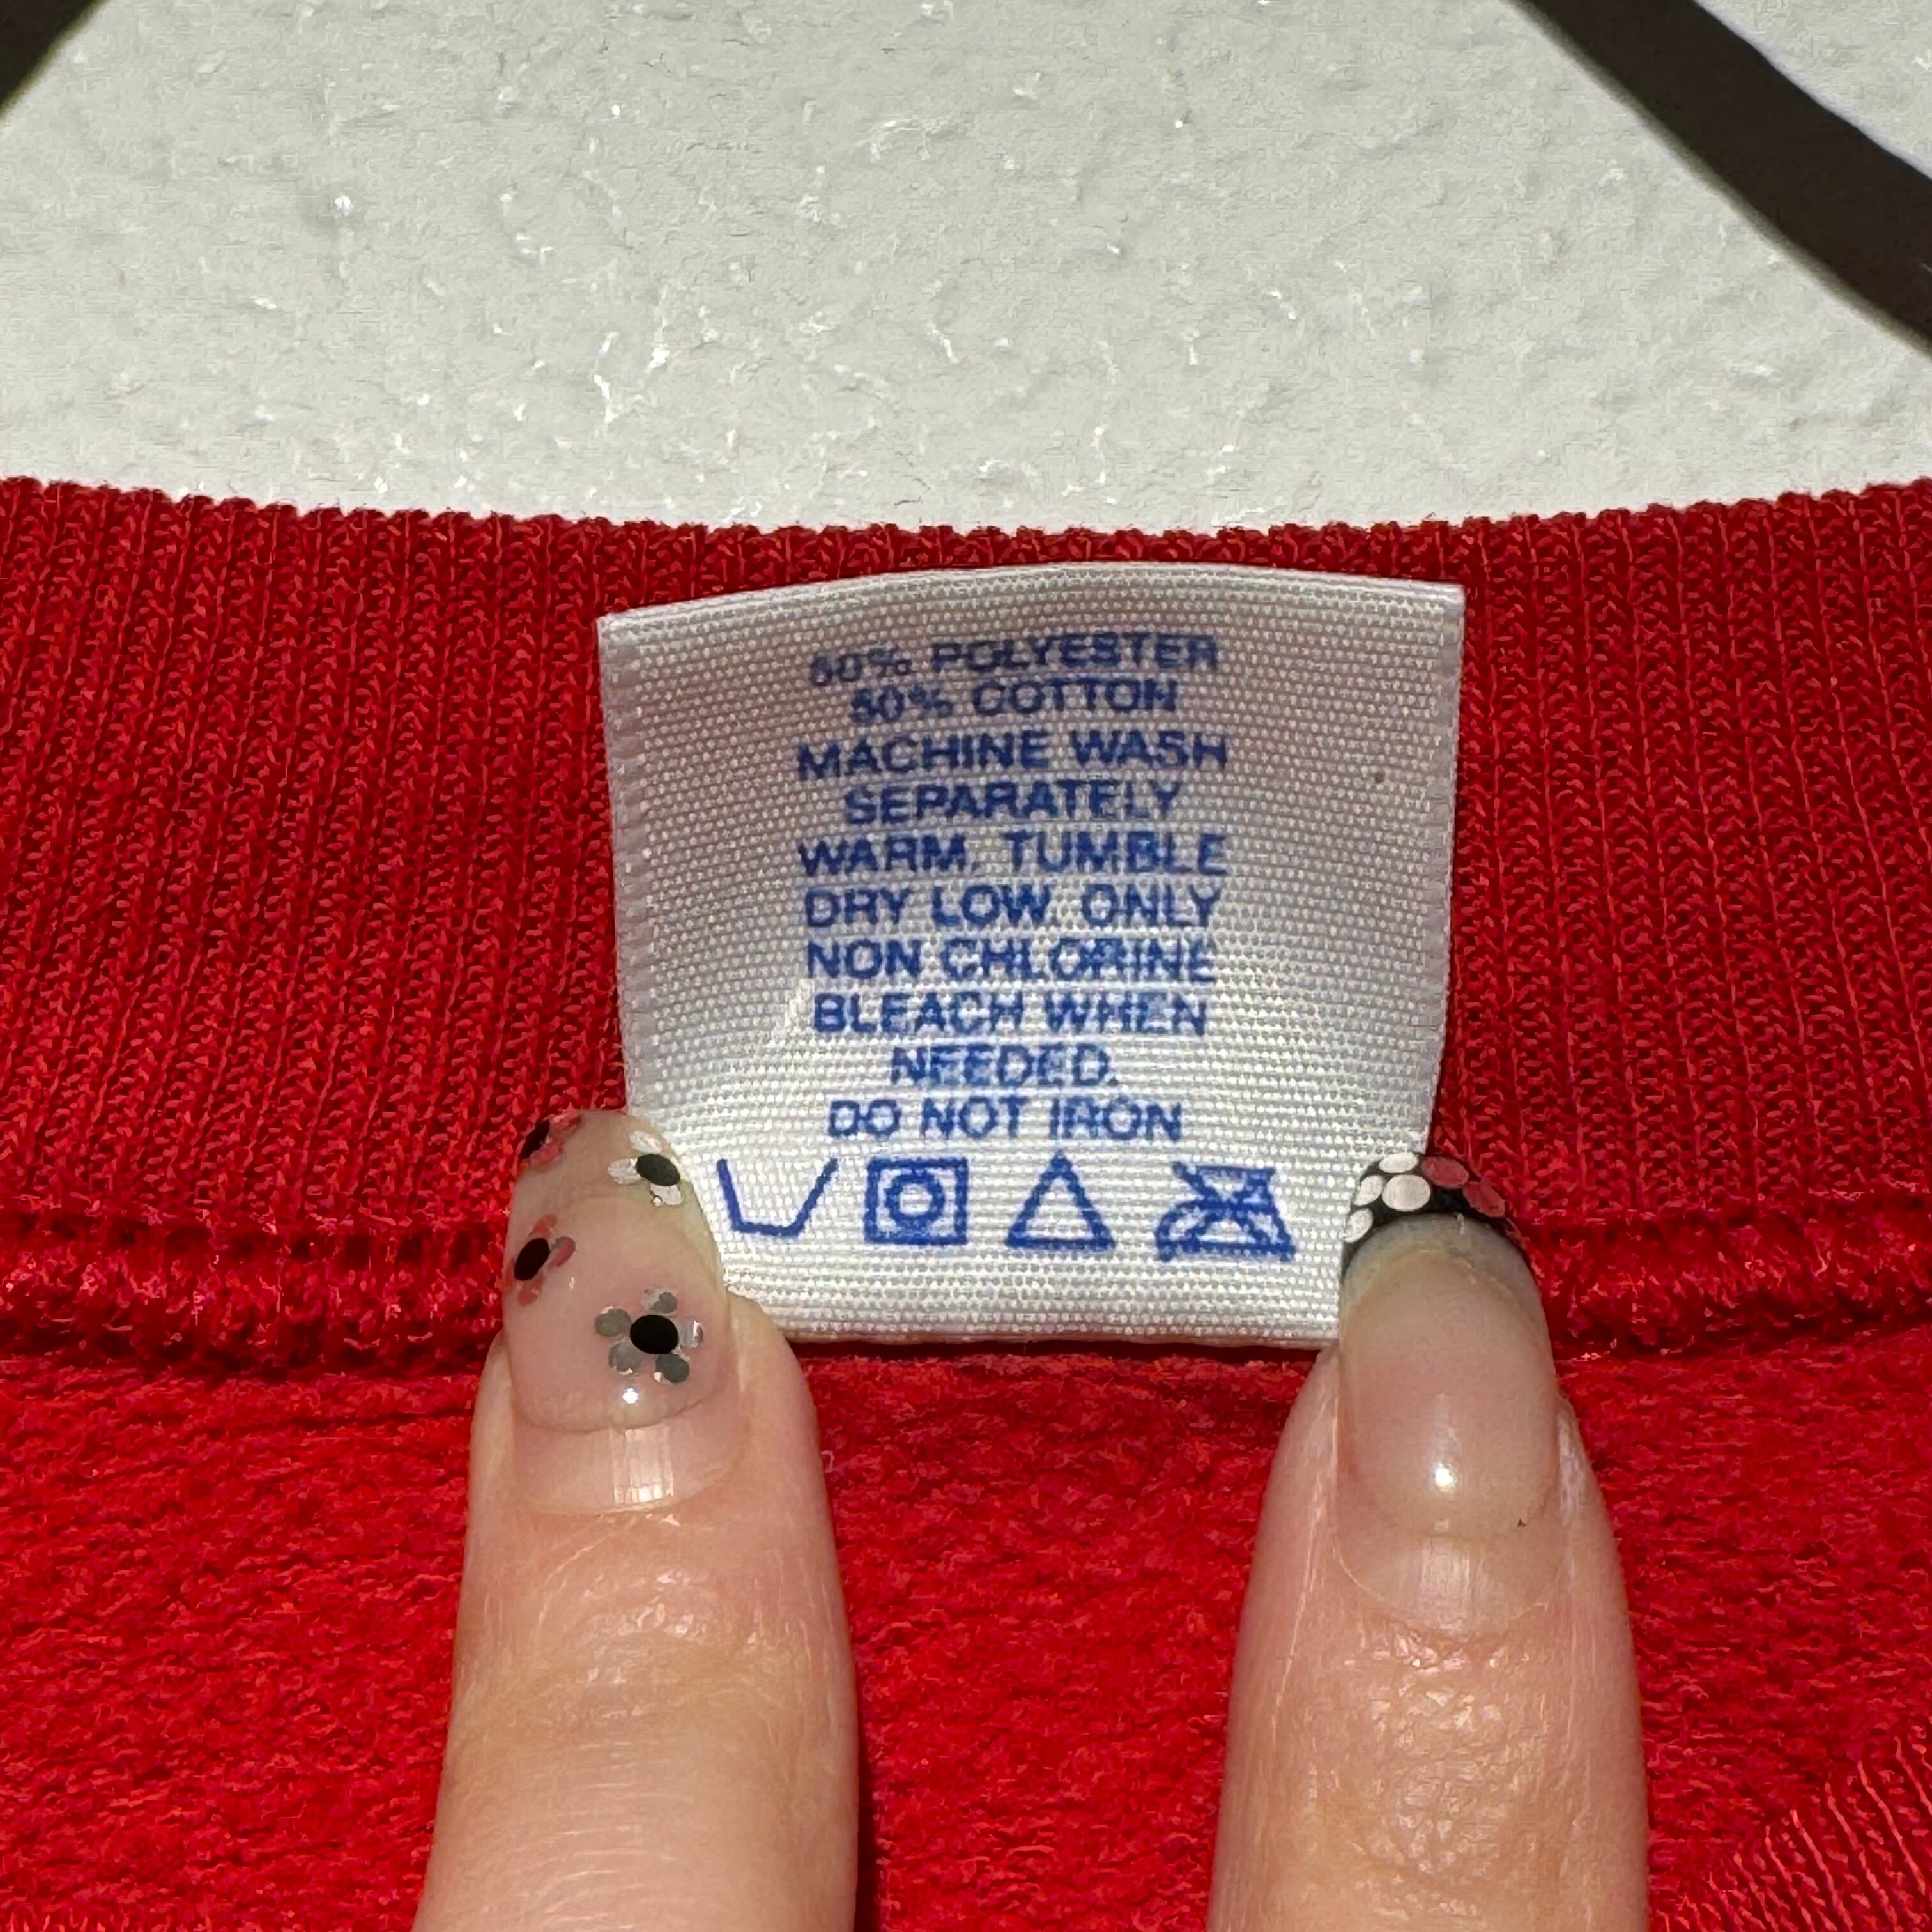 50% POLYESTER
50% COTTON
MACHINE WASH
SEPARATELY
WARM, TUMBLE
DRY LOW. ONLY
NON CHLORINE
BLEACH WHEN
NEEDED.
DO NOT IRON